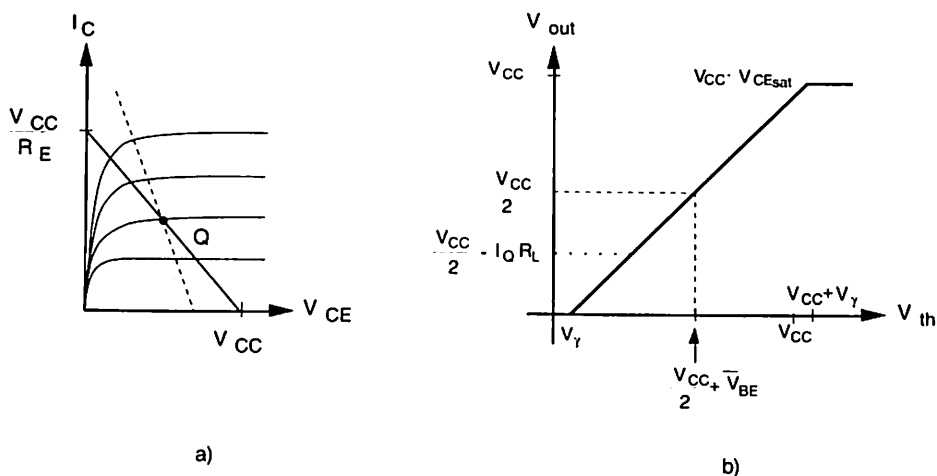 I C
V CC
R E
Q
V CE
V CC
a)
V out
V CC
V CC - V CEsat
V CC
2
V CC
2
- I Q R L
V γ
V CC + V γ
V CC
V th
V CC + V̅ BE
2
b)